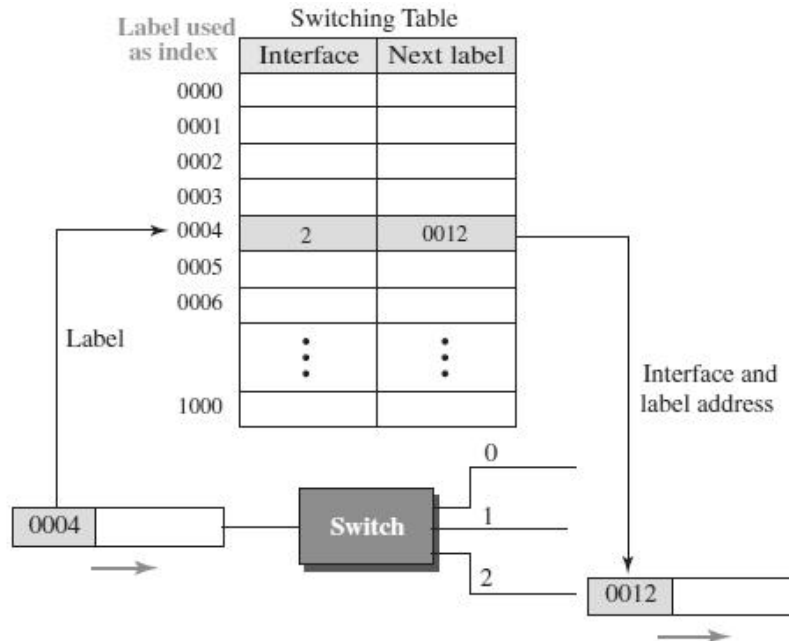 Switching Table
Label used
as index
Interface Next label
0000
0001
0002
0003
0004 2 0012
0005
0006
1000
Label
Interface and
label address
0004
Switch
0
1
2
0012